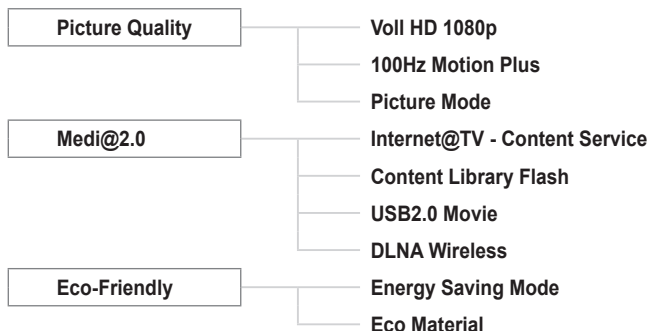 Picture Quality
Voll HD 1080p
100Hz Motion Plus
Picture Mode
Medi@2.0
Internet@TV - Content Service
Content Library Flash
USB2.0 Movie
DLNA Wireless
Eco-Friendly
Energy Saving Mode
Eco Material